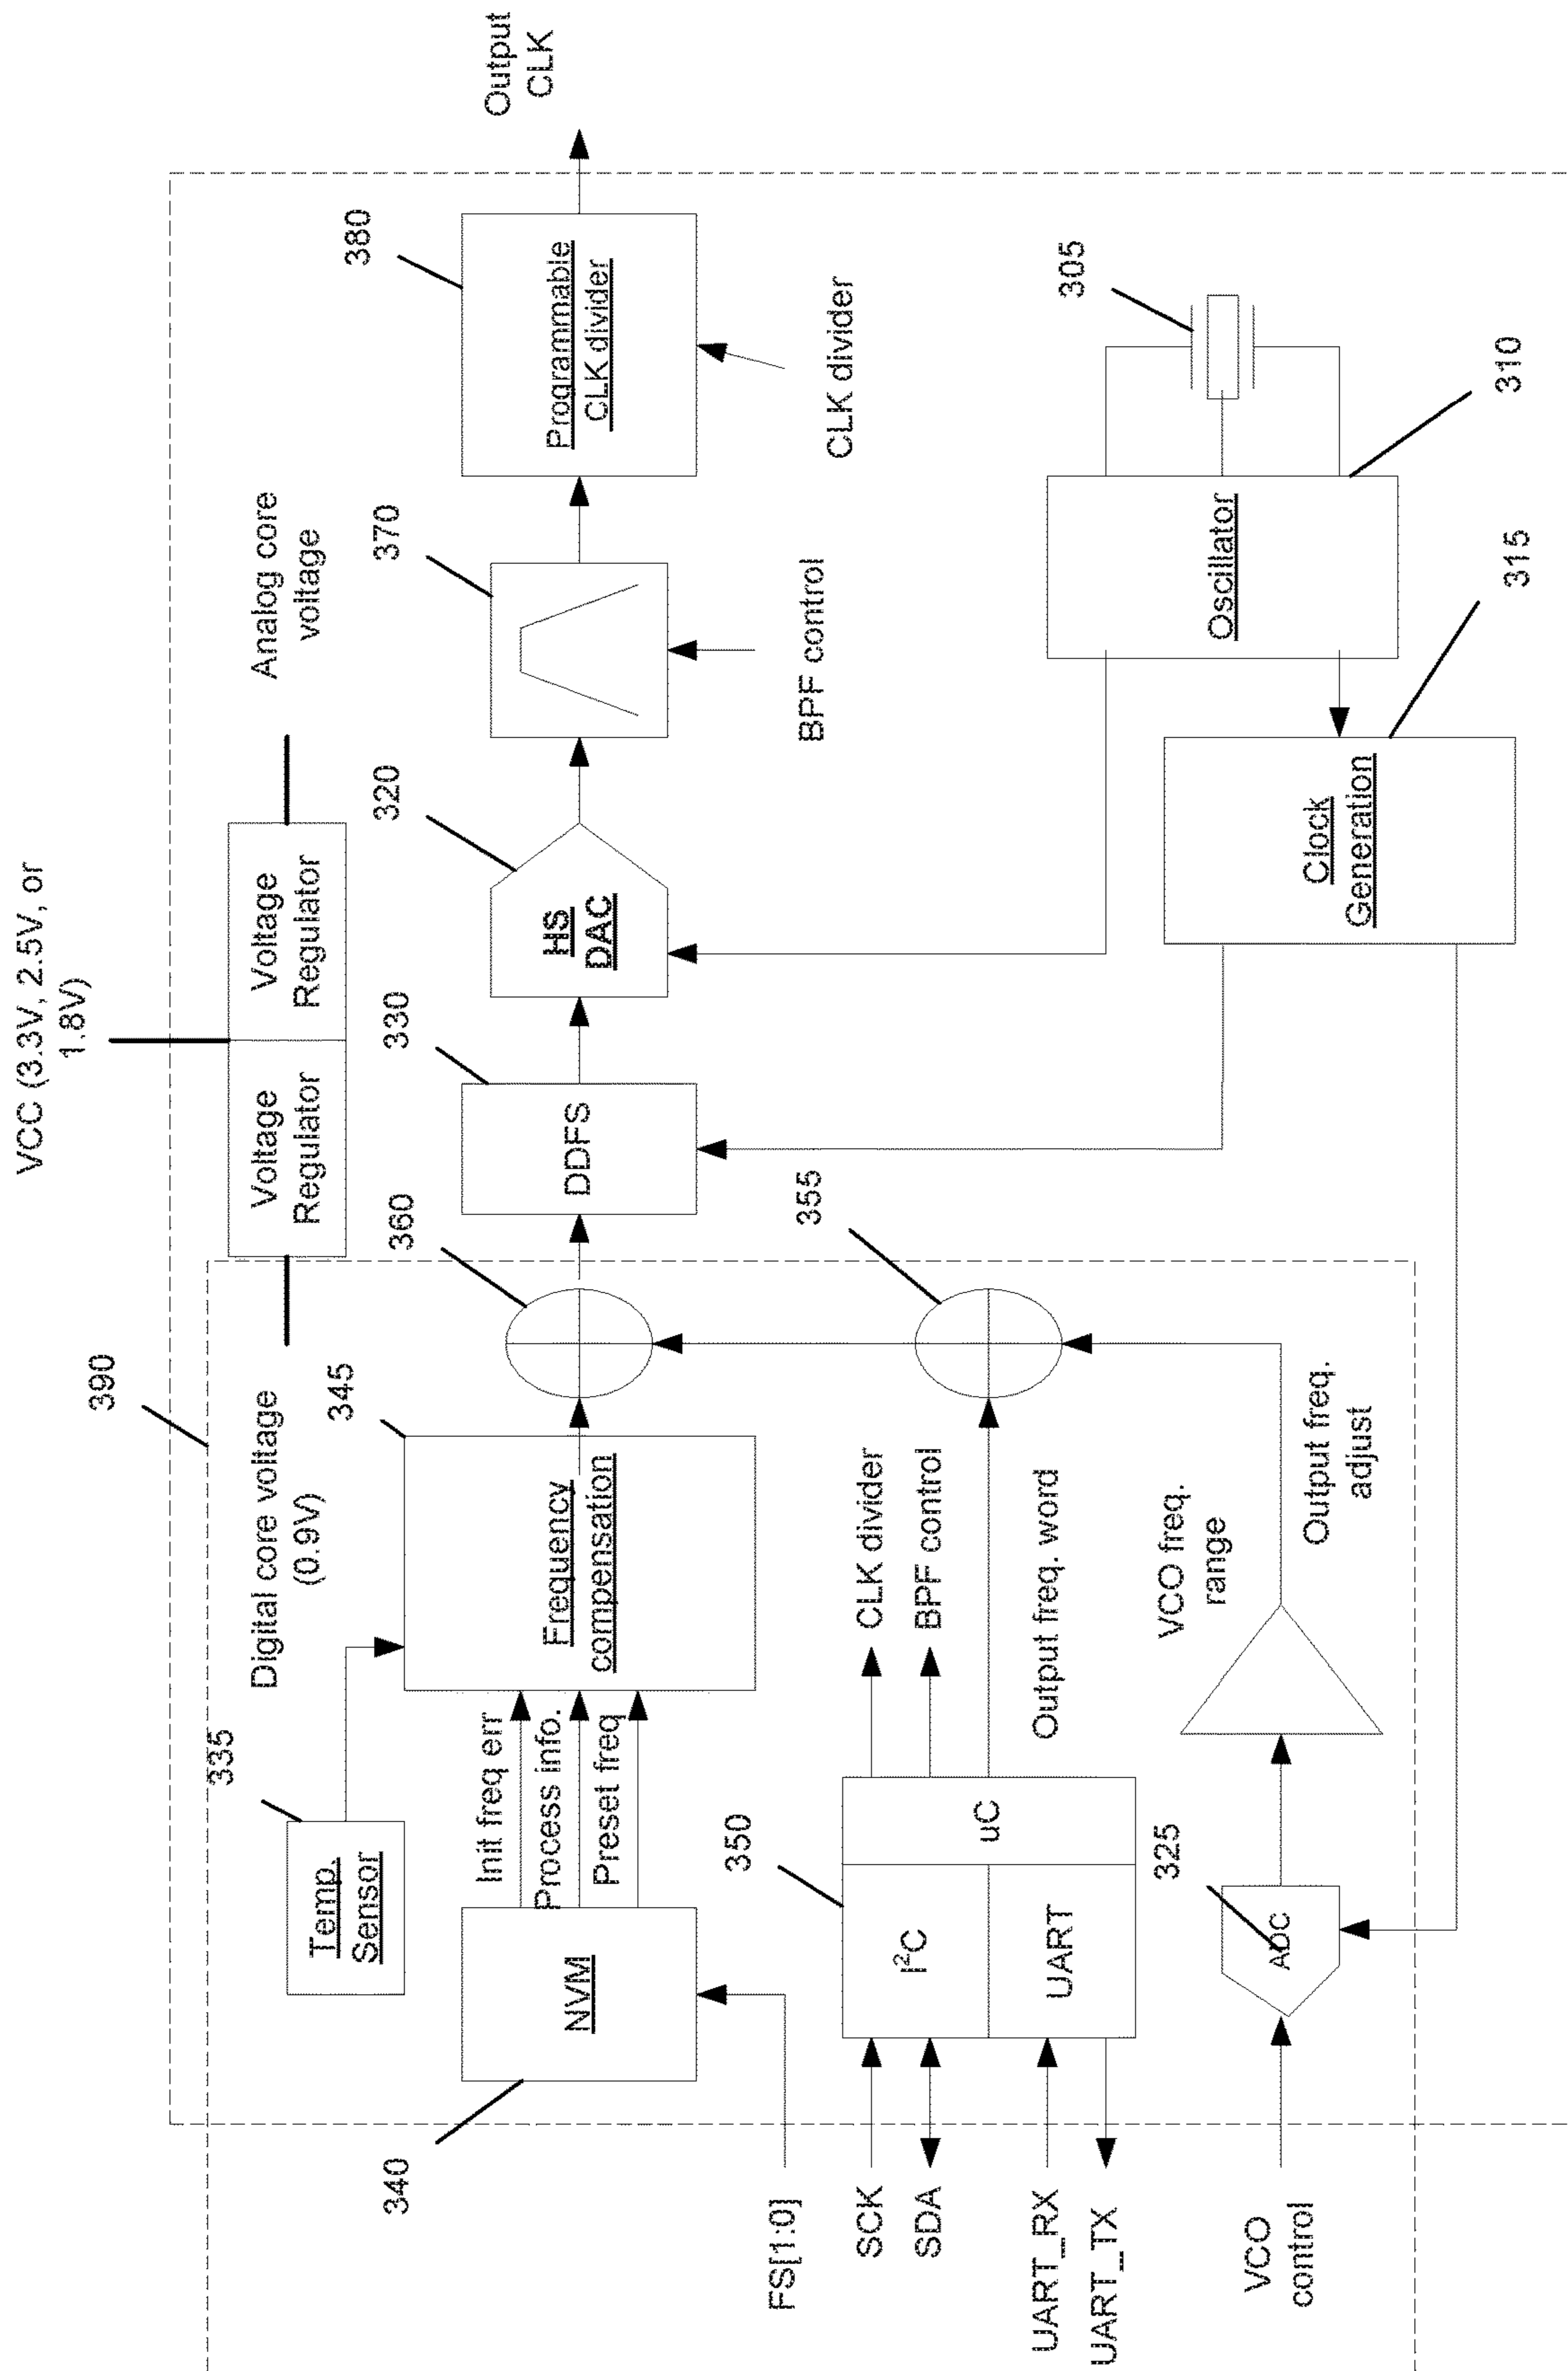 VCC (3.3V, 2.5V, or
1.8V)
390
Digital core voltage
(0.9V)
Voltage
Regulator
Voltage
Regulator
Analog core
voltage
335
Temp.
Sensor
345
Frequency
compensation
Init freq err
Process info.
Preset freq
NVM
340
FS[1:0]
360
330
DDFS
320
HS
DAC
370
BPF control
380
Programmable
CLK divider
CLK divider
Output
CLK
350
I²C
UART
uC
SCK
SDA
UART_RX
UART_TX
CLK divider
BPF control
Output freq. word
355
325
ADC
VCO
control
VCO freq.
range
Output freq.
adjust
305
Oscillator
310
Clock
Generation
315